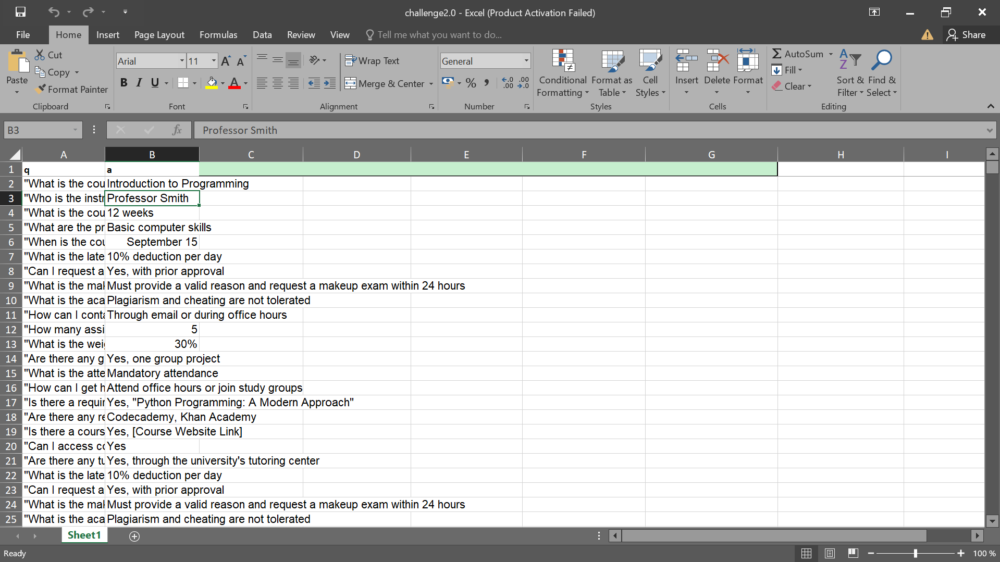 challenge2.0 - Excel (Product Activation Failed)
File Home Insert Page Layout Formulas Data Review View Tell me what you want to do... Share
Cut
Copy
Format Painter
Paste
Clipboard
Arial 11
B I U
Font
Wrap Text
Merge & Center
Alignment
General
Number
Conditional Formatting
Format as Table
Cell Styles
Styles
Insert Delete Format
Cells
AutoSum
Fill
Clear
Sort & Filter
Find & Select
Editing
B3 fx Professor Smith
A B C D E F G H I
1 q a
2 "What is the cou Introduction to Programming
3 "Who is the instr Professor Smith
4 "What is the cou 12 weeks
5 "What are the pr Basic computer skills
6 "When is the cou September 15
7 "What is the late 10% deduction per day
8 "Can I request a Yes, with prior approval
9 "What is the mak Must provide a valid reason and request a makeup exam within 24 hours
10 "What is the aca Plagiarism and cheating are not tolerated
11 "How can I conta Through email or during office hours
12 "How many assi 5
13 "What is the weig 30%
14 "Are there any g Yes, one group project
15 "What is the atte Mandatory attendance
16 "How can I get h Attend office hours or join study groups
17 "Is there a requir Yes, "Python Programming: A Modern Approach"
18 "Are there any re Codecademy, Khan Academy
19 "Is there a cours Yes, [Course Website Link]
20 "Can I access co Yes
21 "Are there any tu Yes, through the university's tutoring center
22 "What is the late 10% deduction per day
23 "Can I request a Yes, with prior approval
24 "What is the mak Must provide a valid reason and request a makeup exam within 24 hours
25 "What is the aca Plagiarism and cheating are not tolerated
Sheet1
Ready 100 %